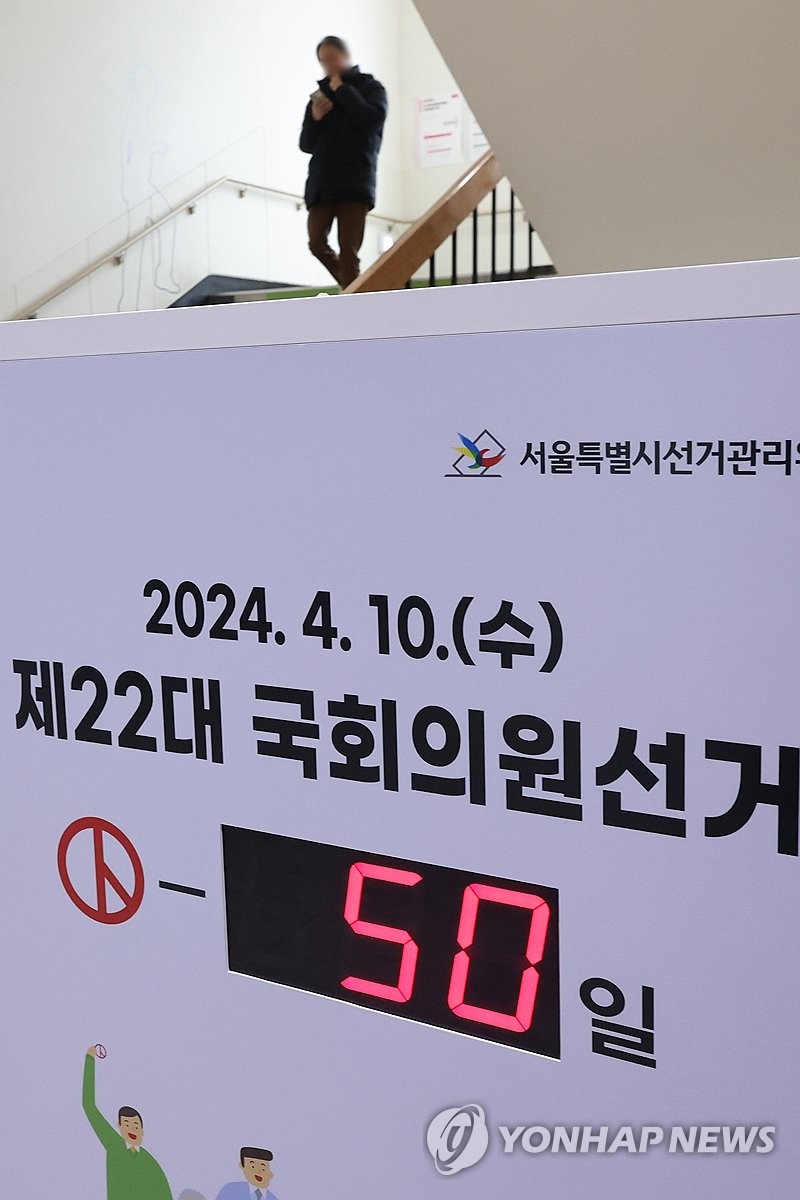 서울특별시선거관리
2024. 4. 10.(수)
제22대 국회의원선거
– 50 일
YONHAP NEWS